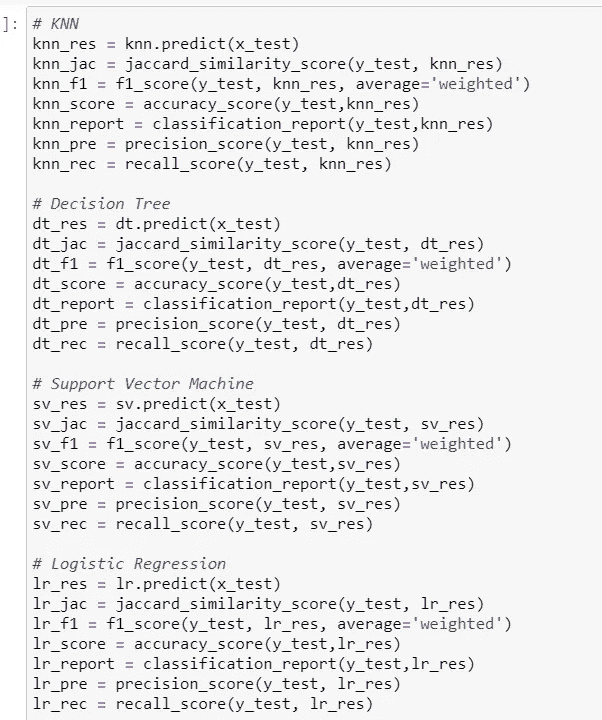 ]:
# KNN
knn_res = knn.predict(x_test)
knn_jac = jaccard_similarity_score(y_test, knn_res)
knn_f1 = f1_score(y_test, knn_res, average='weighted')
knn_score = accuracy_score(y_test,knn_res)
knn_report = classification_report(y_test,knn_res)
knn_pre = precision_score(y_test, knn_res)
knn_rec = recall_score(y_test, knn_res)
# Decision Tree
dt_res = dt.predict(x_test)
dt_jac = jaccard_similarity_score(y_test, dt_res)
dt_f1 = f1_score(y_test, dt_res, average='weighted')
dt_score = accuracy_score(y_test,dt_res)
dt_report = classification_report(y_test,dt_res)
dt_pre = precision_score(y_test, dt_res)
dt_rec = recall_score(y_test, dt_res)
# Support Vector Machine
sv_res = sv.predict(x_test)
sv_jac = jaccard_similarity_score(y_test, sv_res)
sv_f1 = f1_score(y_test, sv_res, average='weighted')
sv_score = accuracy_score(y_test,sv_res)
sv_report = classification_report(y_test,sv_res)
sv_pre = precision_score(y_test, sv_res)
sv_rec = recall_score(y_test, sv_res)
# Logistic Regression
lr_res = lr.predict(x_test)
lr_jac = jaccard_similarity_score(y_test, lr_res)
lr_f1 = f1_score(y_test, lr_res, average='weighted')
lr_score = accuracy_score(y_test,lr_res)
lr_report = classification_report(y_test,lr_res)
lr_pre = precision_score(y_test, lr_res)
lr_rec = recall_score(y_test, lr_res)